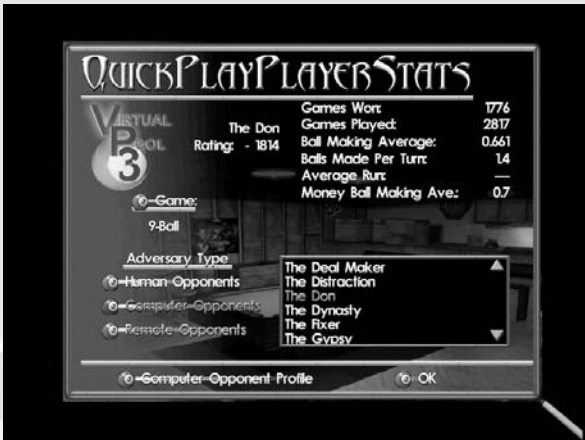 QUICKPLAYPLAYERSTATS
VIRTUAL
POOL
3
The Don
Rating: - 1814
Games Won: 1776
Games Played: 2817
Ball Making Average: 0.661
Balls Made Per Turn: 1.4
Average Run: ---
Money Ball Making Ave.: 0.7
Game:
9-Ball
Adversary Type
Human Opponents
Computer Opponents
Remote Opponents
The Deal Maker
The Distraction
The Don
The Dynasty
The Fixer
The Gypsy
Computer Opponent Profile
OK